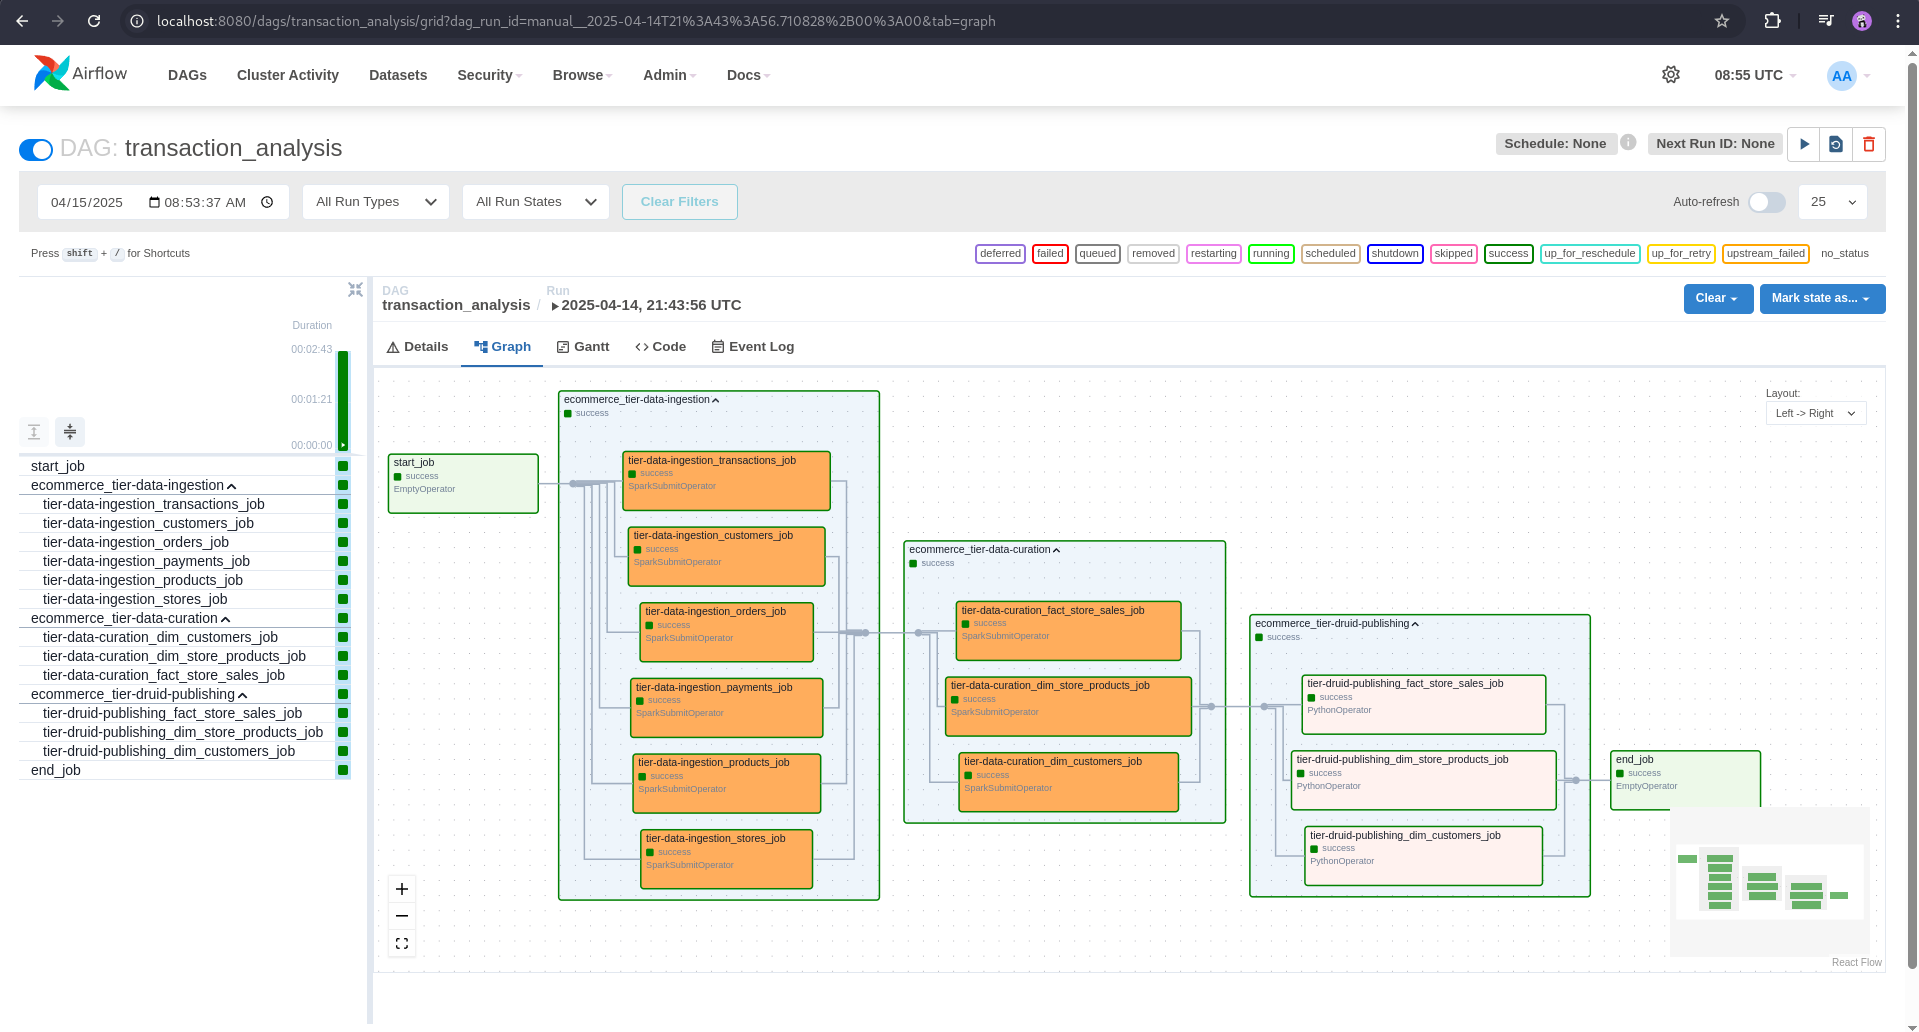 localhost:8080/dags/transaction_analysis/grid?dag_run_id=manual__2025-04-14T21%3A43%3A56.710828%2B00%3A00&tab=graph
Airflow DAGs Cluster Activity Datasets Security Browse Admin Docs 08:55 UTC AA
DAG: transaction_analysis Schedule: None i Next Run ID: None
04/15/2025 08:53:37 AM All Run Types All Run States Clear Filters Auto-refresh 25
Press shift + / for Shortcuts deferred failed queued removed restarting running scheduled shutdown skipped success up_for_reschedule up_for_retry upstream_failed no_status
DAG Run
transaction_analysis / 2025-04-14, 21:43:56 UTC Clear Mark state as...
Duration
00:02:43
00:01:21
00:00:00
start_job
ecommerce_tier-data-ingestion
tier-data-ingestion_transactions_job
tier-data-ingestion_customers_job
tier-data-ingestion_orders_job
tier-data-ingestion_payments_job
tier-data-ingestion_products_job
tier-data-ingestion_stores_job
ecommerce_tier-data-curation
tier-data-curation_dim_customers_job
tier-data-curation_dim_store_products_job
tier-data-curation_fact_store_sales_job
ecommerce_tier-druid-publishing
tier-druid-publishing_fact_store_sales_job
tier-druid-publishing_dim_store_products_job
tier-druid-publishing_dim_customers_job
end_job
Details Graph Gantt Code Event Log
Layout:
Left -> Right
start_job
success
EmptyOperator
ecommerce_tier-data-ingestion
success
tier-data-ingestion_transactions_job
success
SparkSubmitOperator
tier-data-ingestion_customers_job
success
SparkSubmitOperator
tier-data-ingestion_orders_job
success
SparkSubmitOperator
tier-data-ingestion_payments_job
success
SparkSubmitOperator
tier-data-ingestion_products_job
success
SparkSubmitOperator
tier-data-ingestion_stores_job
success
SparkSubmitOperator
ecommerce_tier-data-curation
success
tier-data-curation_fact_store_sales_job
success
SparkSubmitOperator
tier-data-curation_dim_store_products_job
success
SparkSubmitOperator
tier-data-curation_dim_customers_job
success
SparkSubmitOperator
ecommerce_tier-druid-publishing
success
tier-druid-publishing_fact_store_sales_job
success
PythonOperator
tier-druid-publishing_dim_store_products_job
success
PythonOperator
tier-druid-publishing_dim_customers_job
success
PythonOperator
end_job
success
EmptyOperator
React Flow